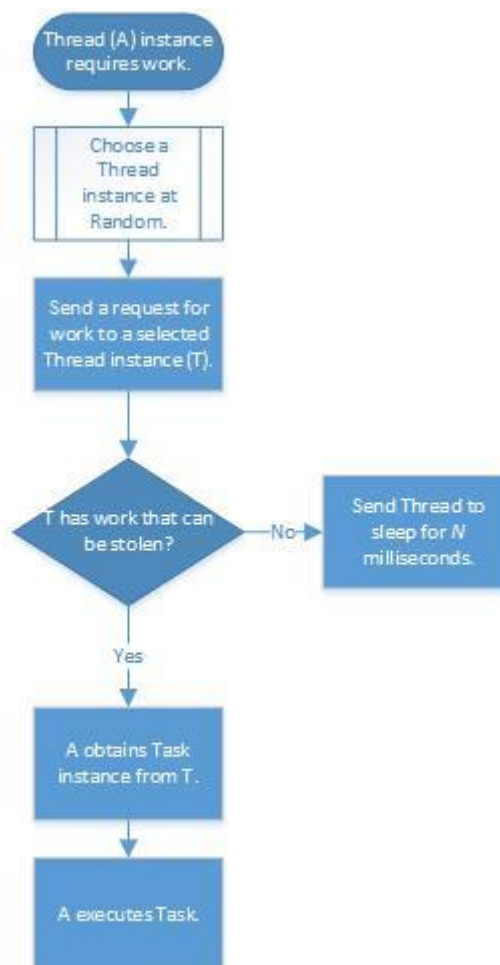 Thread (A) instance
requires work.
Choose a
Thread
instance at
Random.
Send a request for
work to a selected
Thread instance (T).
T has work that can
be stolen?
No
Send Thread to
sleep for N
milliseconds.
Yes
A obtains Task
instance from T.
A executes Task.